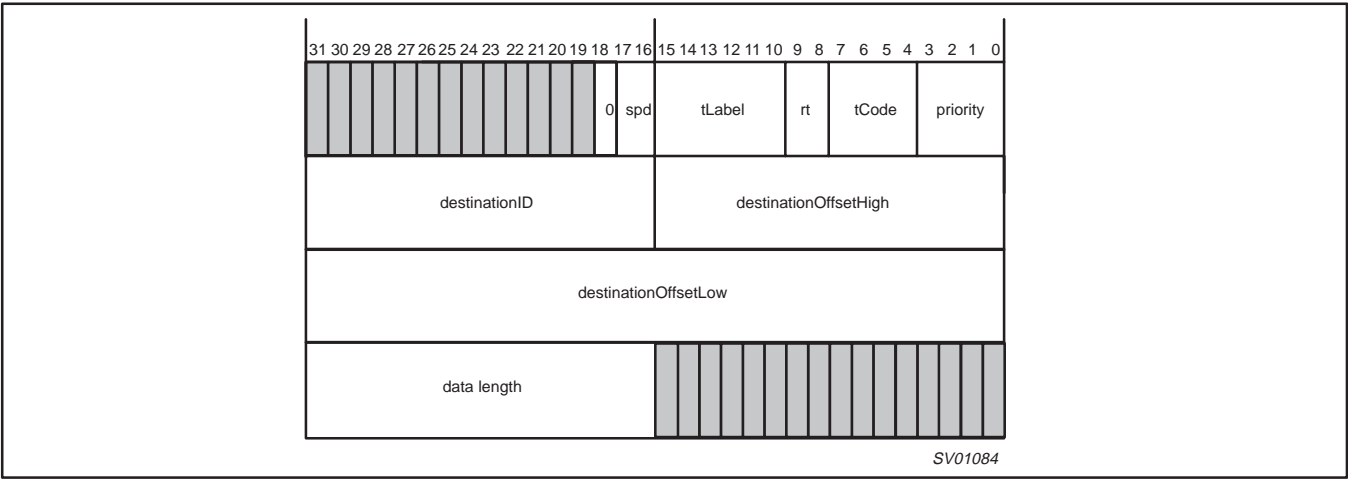 31 30 29 28 27 26 25 24 23 22 21 20 19 18 17 16 15 14 13 12 11 10 9 8 7 6 5 4 3 2 1 0
0 spd tLabel rt tCode priority
destinationID destinationOffsetHigh
destinationOffsetLow
data length
SV01084